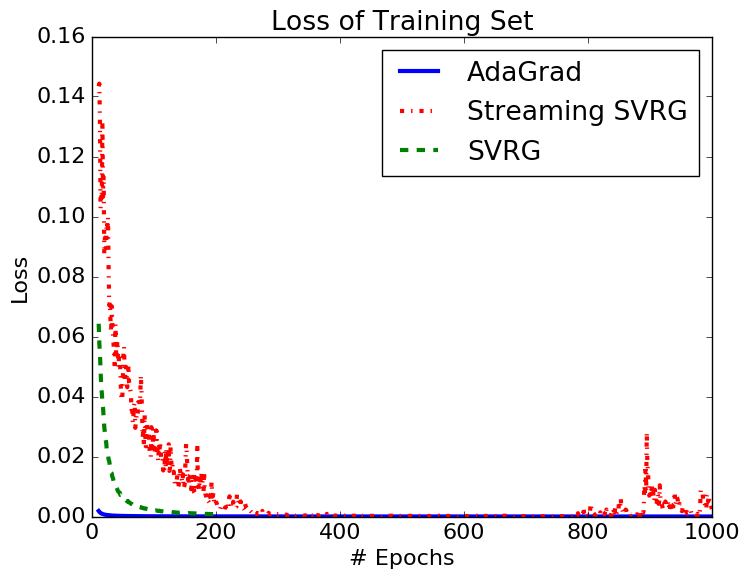 Loss of Training Set
0.16
0.14
0.12
0.10
0.08
0.06
0.04
0.02
0.00
Loss
AdaGrad
Streaming SVRG
SVRG
0 200 400 600 800 1000
# Epochs